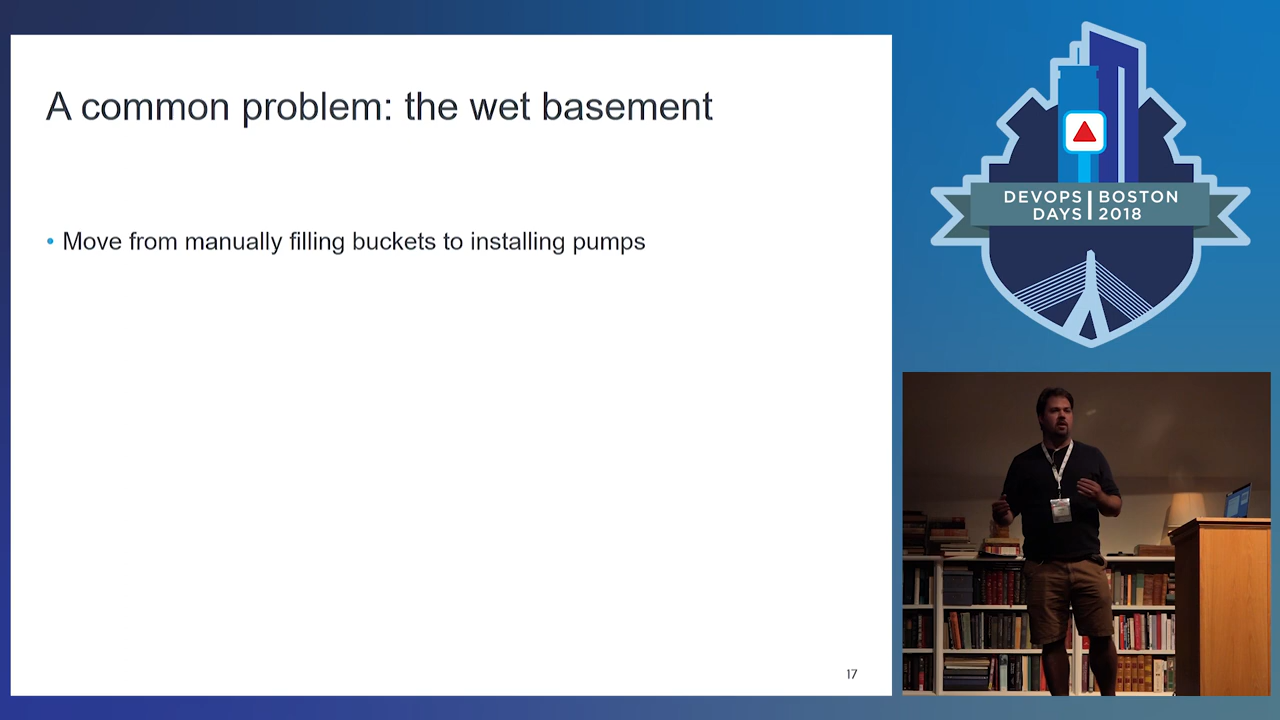 A common problem: the wet basement
• Move from manually filling buckets to installing pumps
17
DEVOPS DAYS
BOSTON 2018